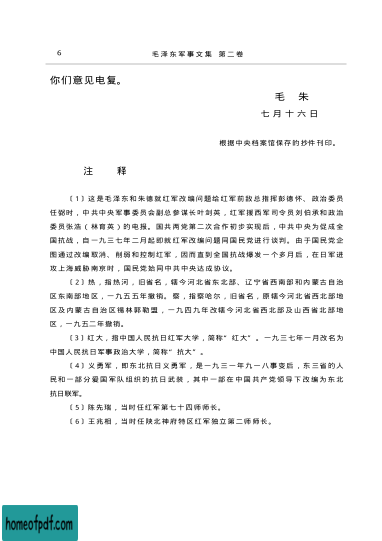 6
毛泽东军事文集 第二卷
你们意见电复。
毛 朱
七月十六日
根据中央档案馆保存的抄件刊印。
注 释
〔1〕这是毛泽东和朱德就红军改编问题给红军前敌总指挥彭德怀、政治委员
任弼时，中共中央军事委员会副总参谋长叶剑英，红军援西军司令员刘伯承和政治
委员张浩（林育英）的电报。国共两党第二次合作初步实现后，中共中央为促成全
国抗战，自一九三七年二月起即就红军改编问题同国民党进行谈判。由于国民党企
图通过改编取消、削弱和控制红军，因而直到全国抗战爆发一个多月后，在日军进
攻上海威胁南京时，国民党始同中共中央达成协议。
〔2〕热，指热河，旧省名，辖今河北省东北部、辽宁省西南部和内蒙古自治
区东南部地区，一九五五年撤销。察，指察哈尔，旧省名，原辖今河北省西北部地
区及内蒙古自治区锡林郭勒盟，一九四九年改辖今河北省西北部及山西省北部地
区，一九五二年撤销。
〔3〕红大，指中国人民抗日红军大学，简称"红大"。一九三七年一月改名为
中国人民抗日军事政治大学，简称"抗大"。
〔4〕义勇军，即东北抗日义勇军，是一九三一年九一八事变后，东三省的人
民和一部分爱国军队组织的抗日武装，其中一部在中国共产党领导下改编为东北
抗日联军。
〔5〕陈先瑞，当时任红军第七十四师师长。
〔6〕王兆相，当时任陕北神府特区红军独立第二师师长。
homeofpdf.com